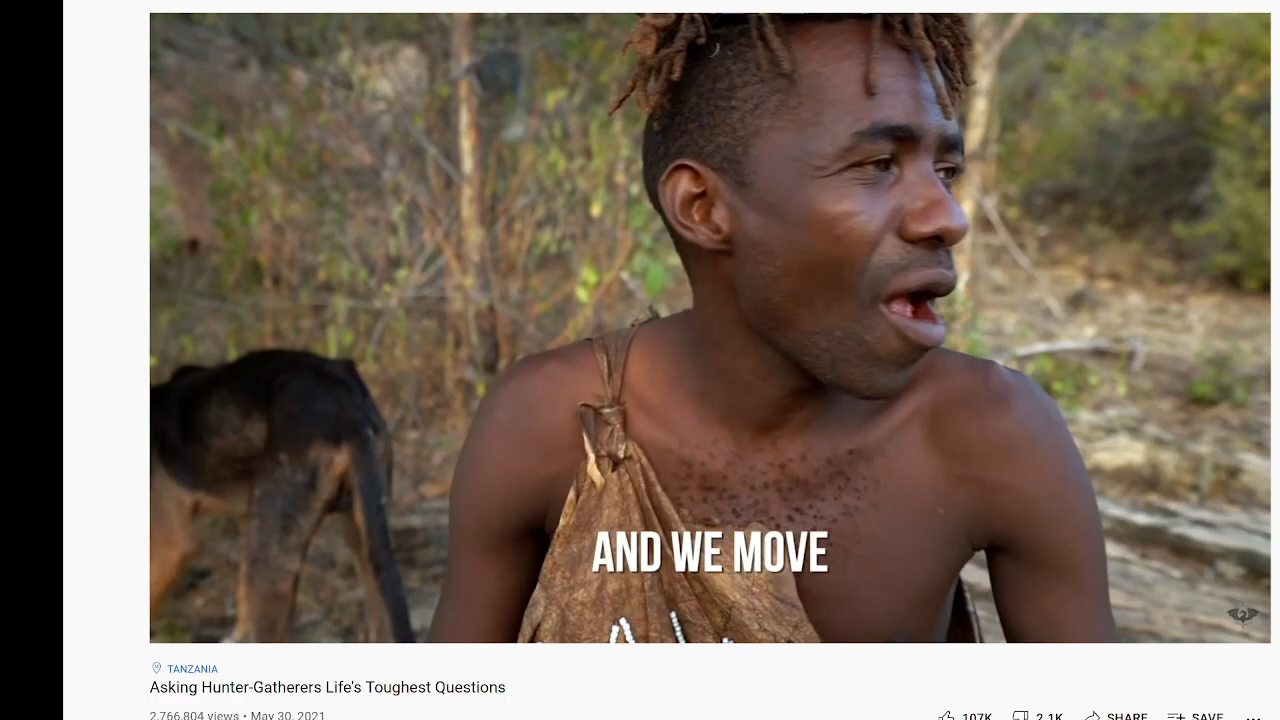 AND WE MOVE
TANZANIA
Asking Hunter-Gatherers Life's Toughest Questions
2,766,804 views • May 30, 2021
107K 2.1K SHARE SAVE